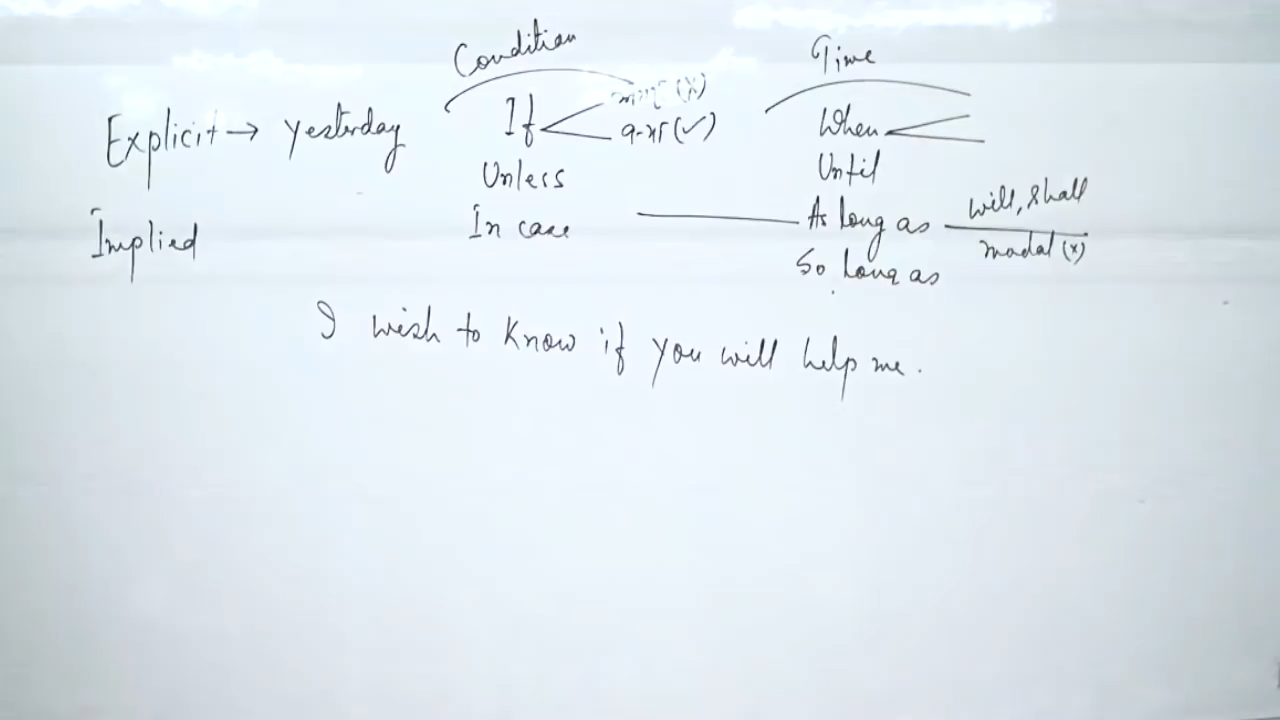 Condition Time
Explicit → yesterday If (x) When
(✓)
Unless Until
Implied In case As long as will, shall
modal (x)
So long as
I wish to know if you will help me.